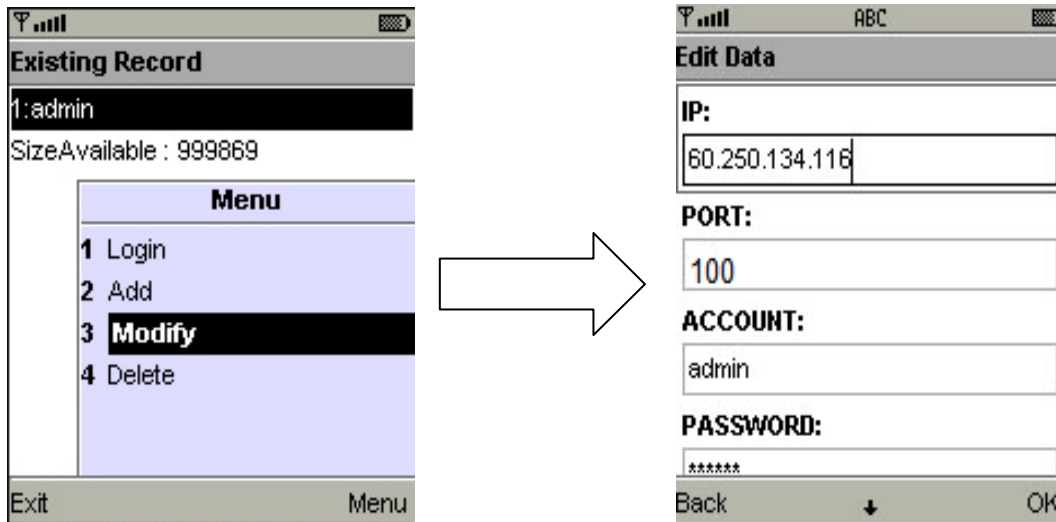 Existing Record
1:admin
SizeAvailable : 999869
Menu
1 Login
2 Add
3 Modify
4 Delete
Exit Menu
ABC
Edit Data
IP:
60.250.134.116
PORT:
100
ACCOUNT:
admin
PASSWORD:
******
Back OK